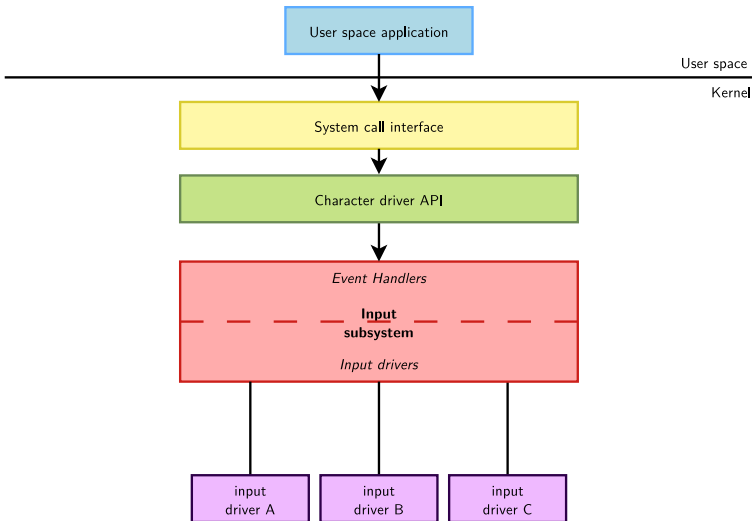 User space application
User space
Kernel
System call interface
Character driver API
Event Handlers
Input
subsystem
Input drivers
input
driver A
input
driver B
input
driver C